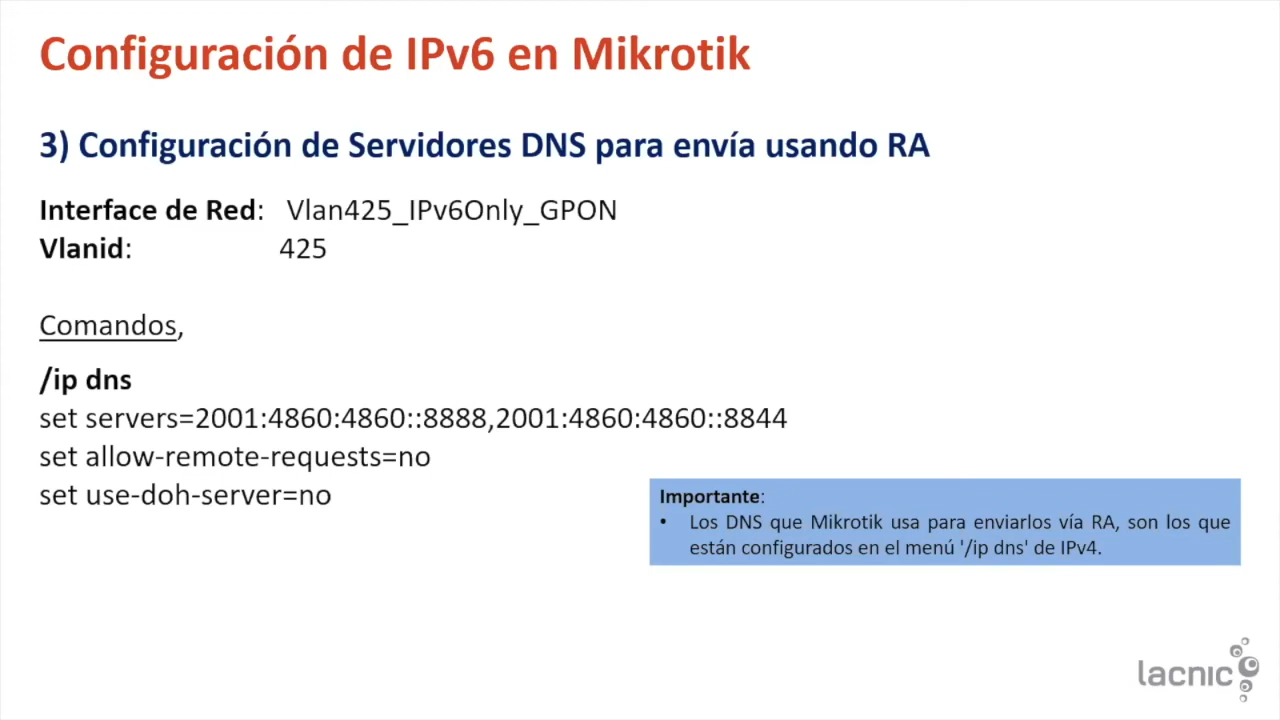 Configuración de IPv6 en Mikrotik
3) Configuración de Servidores DNS para envía usando RA
Interface de Red: Vlan425_IPv6Only_GPON
Vlanid: 425
Comandos,
/ip dns
set servers=2001:4860:4860::8888,2001:4860:4860::8844
set allow-remote-requests=no
set use-doh-server=no
Importante:
• Los DNS que Mikrotik usa para enviarlos vía RA, son los que
están configurados en el menú '/ip dns' de IPv4.
lacnic